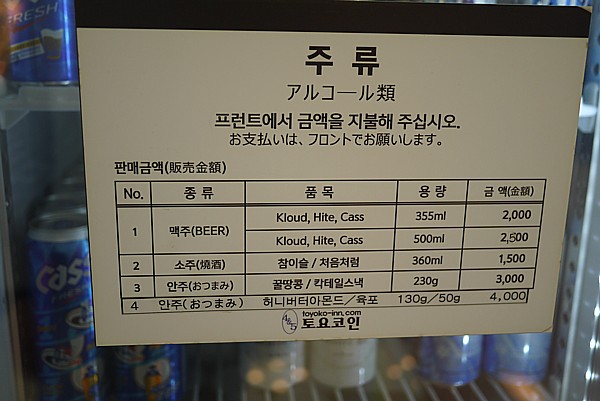 FRESH
주 류
アルコール類
프런트에서 금액을 지불해 주십시오.
お支払いは、フロントでお願いします。
판매금액(販売金額)
No. 종 류 품 목 용 량 금 액(金額)
1 맥주(BEER) Kloud, Hite, Cass 355ml 2,000
Kloud, Hite, Cass 500ml 2,500
2 소주(燒酒) 참이슬 / 처음처럼 360ml 1,500
3 안주(おつまみ) 꿀땅콩 / 칵테일스낵 230g 3,000
4 안주(おつまみ) 허니버터아몬드／육포 130g／50g 4,000
toyoko-inn.com
토요코인
Cass